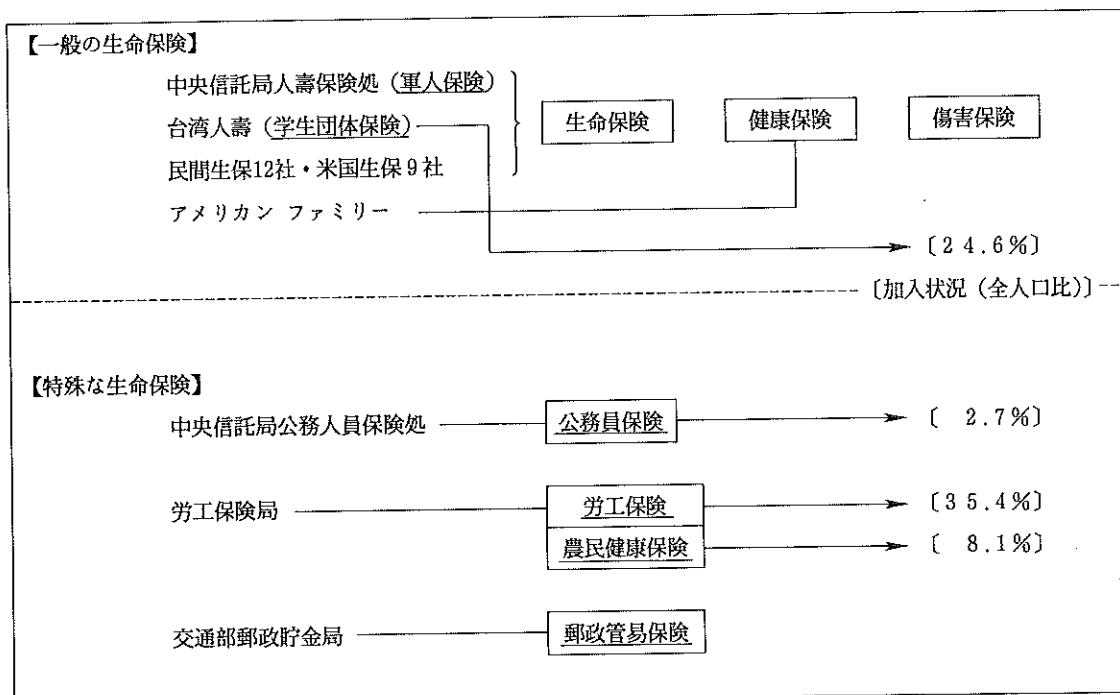 【一般の生命保険】
中央信託局人壽保険処（軍人保険）
台湾人壽（学生団体保険）
民間生保12社・米国生保9社
生命保険
健康保険
傷害保険
アメリカン ファミリー
〔24.6％〕
〔加入状況（全人口比）〕
【特殊な生命保険】
中央信託局公務人員保険処
公務員保険
〔 2.7％〕
労工保険局
労工保険
〔35.4％〕
農民健康保険
〔 8.1％〕
交通部郵政貯金局
郵政管易保険